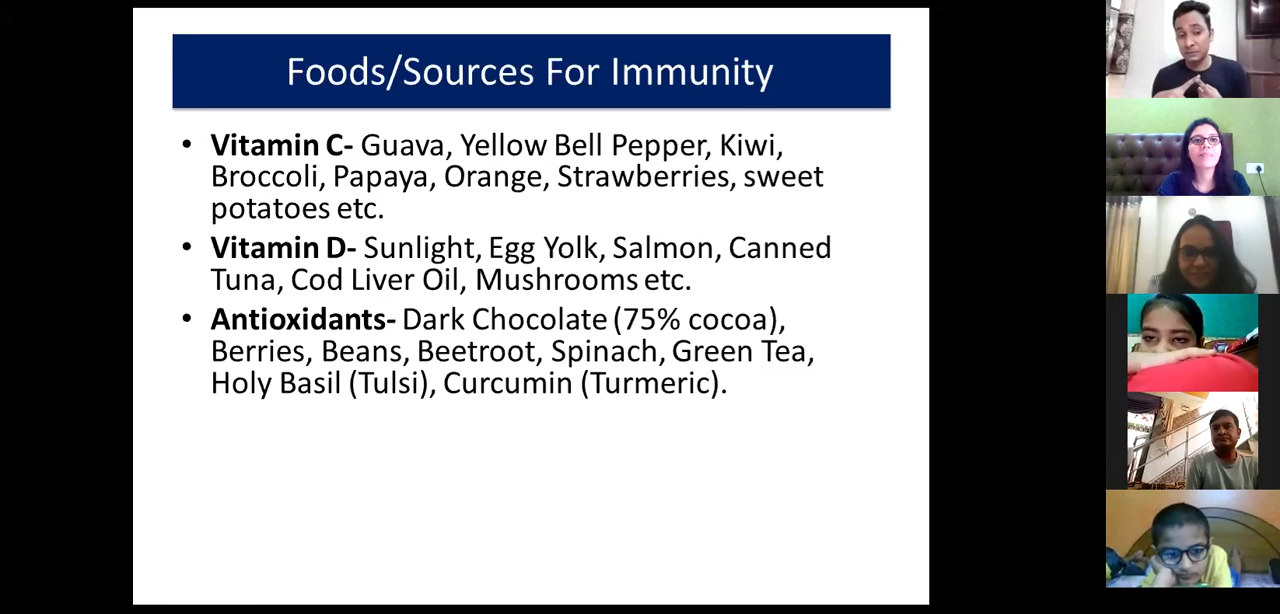 Foods/Sources For Immunity
• Vitamin C- Guava, Yellow Bell Pepper, Kiwi,
Broccoli, Papaya, Orange, Strawberries, sweet
potatoes etc.
• Vitamin D- Sunlight, Egg Yolk, Salmon, Canned
Tuna, Cod Liver Oil, Mushrooms etc.
• Antioxidants- Dark Chocolate (75% cocoa),
Berries, Beans, Beetroot, Spinach, Green Tea,
Holy Basil (Tulsi), Curcumin (Turmeric).